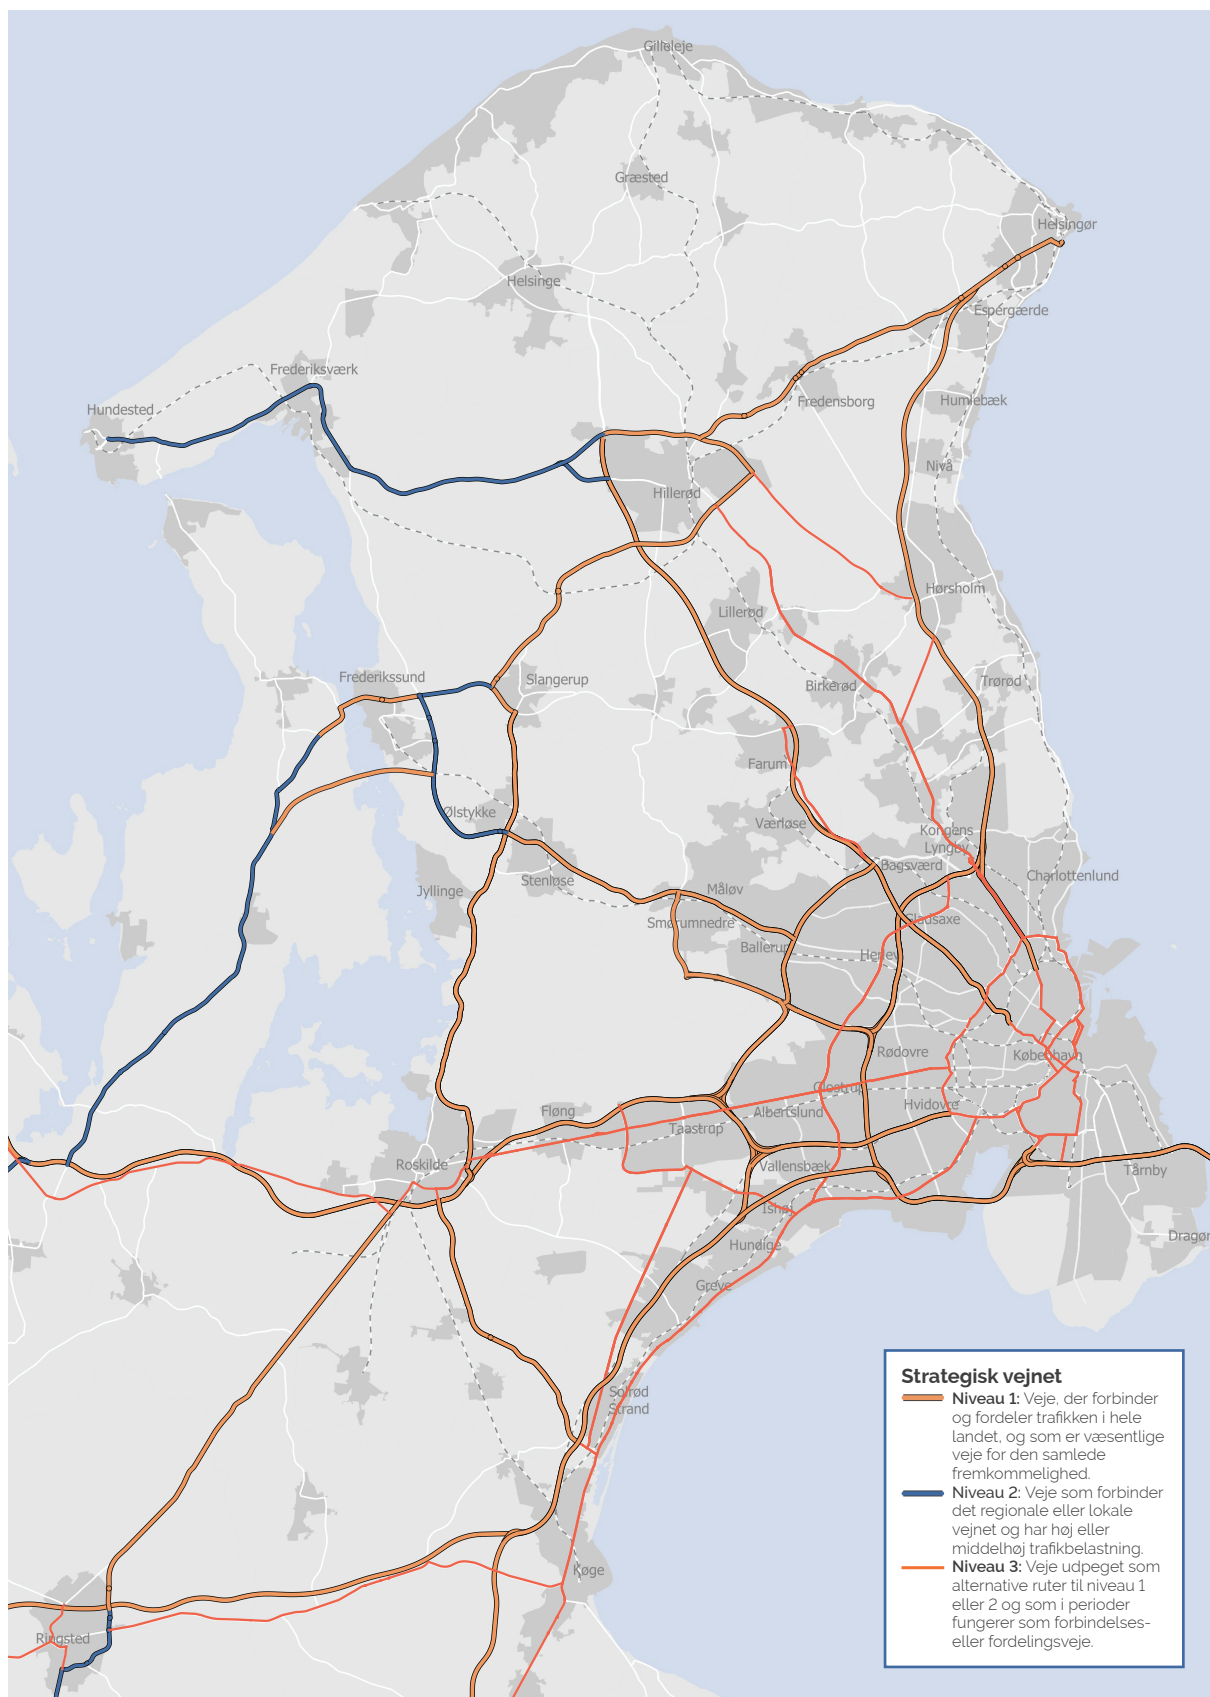 Gilleleje
Græsted
Helsingør
Helsinge
Espergærde
Frederiksværk
Hundested
Fredensborg
Humlebæk
Nivå
Hillerød
Hørsholm
Lillerød
Frederikssund
Slangerup
Birkerød
Trørød
Farum
Ølstykke
Værløse
Kongens
Lyngby
Bagsværd
Charlottenlund
Stenløse
Måløv
Jyllinge
Smørumnedre
Gladsaxe
Ballerup
Herlev
Rødovre
København
Glostrup
Fløng
Albertslund
Hvidovre
Taastrup
Roskilde
Vallensbæk
Tårnby
Ishøj
Dragør
Hundige
Greve
Solrød
Strand
Køge
Ringsted
Strategisk vejnet
Niveau 1: Veje, der forbinder
og fordeler trafikken i hele
landet, og som er væsentlige
veje for den samlede
fremkommelighed.
Niveau 2: Veje som forbinder
det regionale eller lokale
vejnet og har høj eller
middelhøj trafikbelastning.
Niveau 3: Veje udpeget som
alternative ruter til niveau 1
eller 2 og som i perioder
fungerer som forbindelses-
eller fordelingsveje.